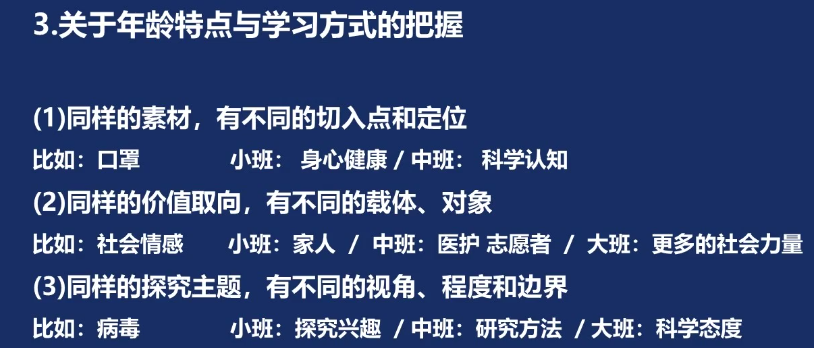 3.关于年龄特点与学习方式的把握
(1)同样的素材，有不同的切入点和定位
比如：口罩 小班： 身心健康 / 中班： 科学认知
(2)同样的价值取向，有不同的载体、对象
比如：社会情感 小班：家人 / 中班：医护 志愿者 / 大班：更多的社会力量
(3)同样的探究主题，有不同的视角、程度和边界
比如：病毒 小班：探究兴趣 / 中班：研究方法 / 大班：科学态度